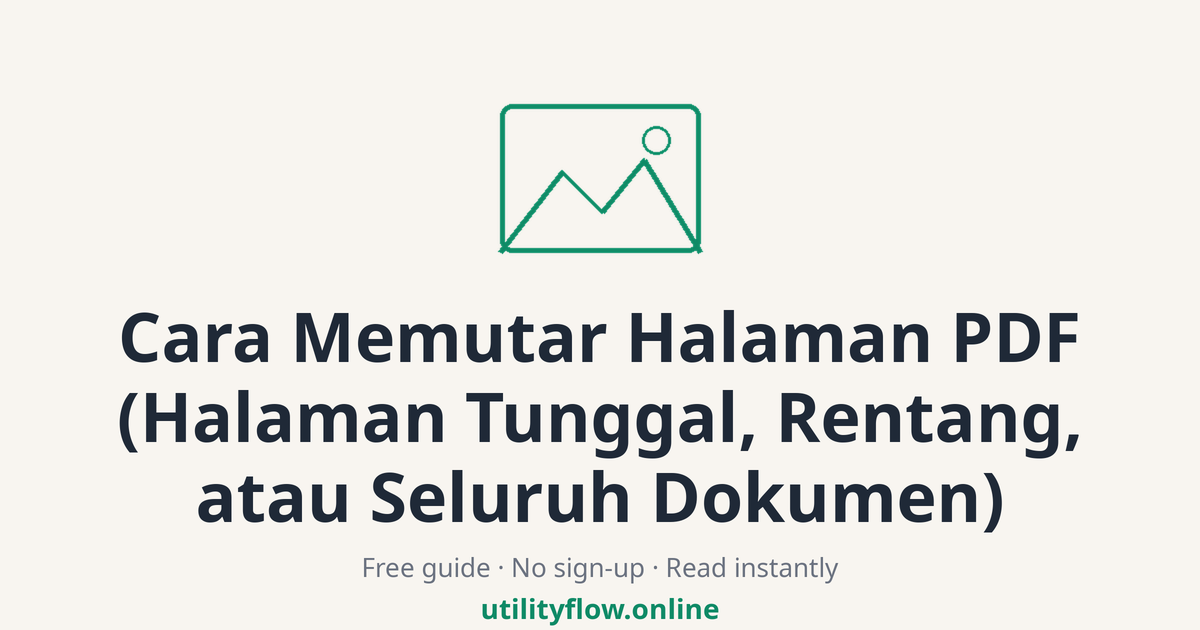 Cara Memutar Halaman PDF
(Halaman Tunggal, Rentang,
atau Seluruh Dokumen)
Free guide · No sign-up · Read instantly
utilityflow.online